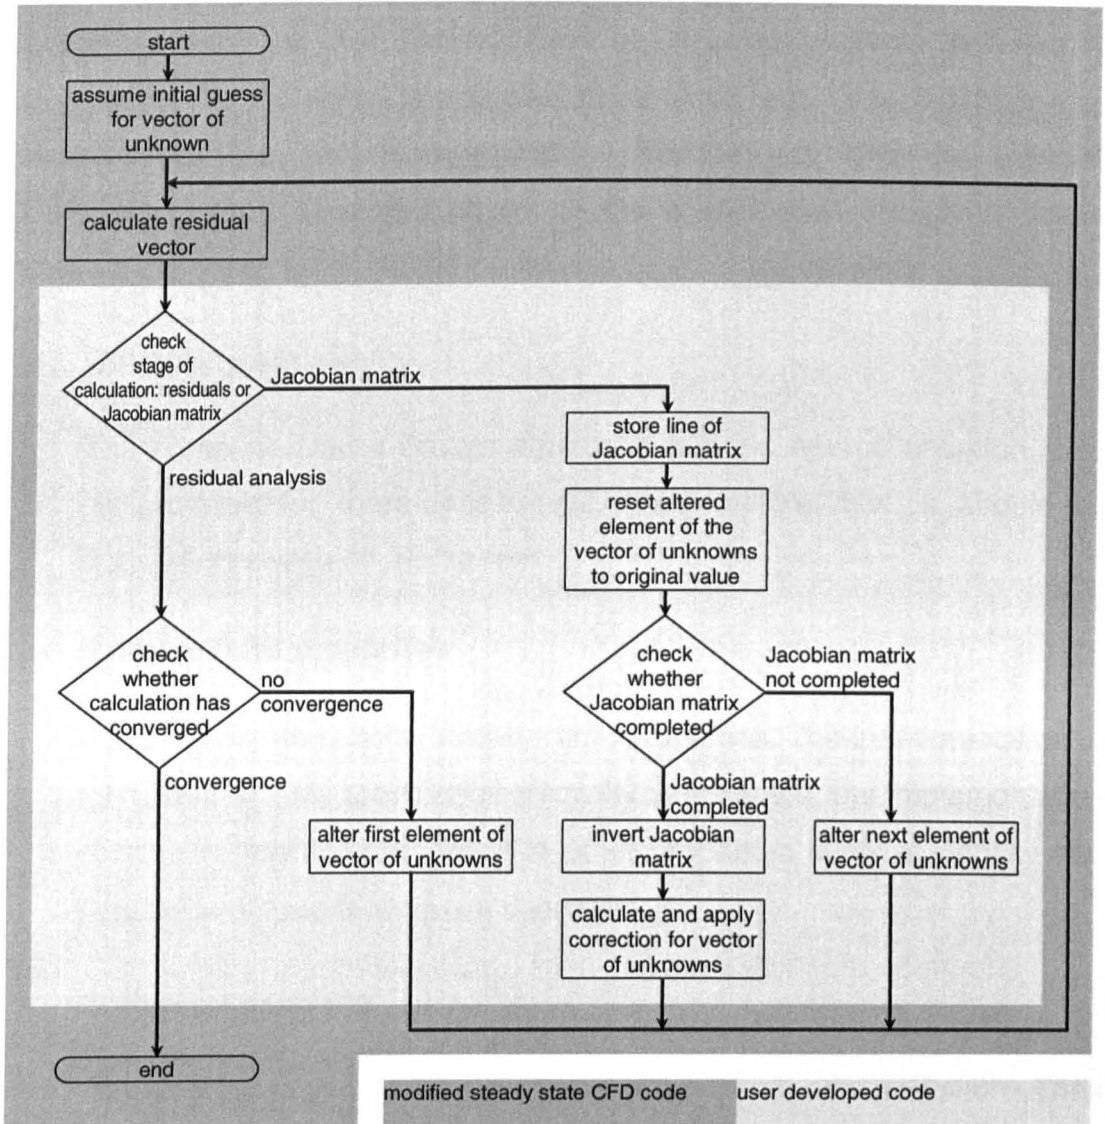 start
assume initial guess
for vector of
unknown
calculate residual
vector
check
stage of
calculation: residuals or
Jacobian matrix
Jacobian matrix
residual analysis
store line of
Jacobian matrix
reset altered
element of the
vector of unknowns
to original value
check
whether
calculation has
converged
no
convergence
convergence
check
whether
Jacobian matrix
completed
Jacobian matrix
not completed
Jacobian matrix
completed
alter first element of
vector of unknowns
invert Jacobian
matrix
alter next element of
vector of unknowns
calculate and apply
correction for vector
of unknowns
end
modified steady state CFD code
user developed code